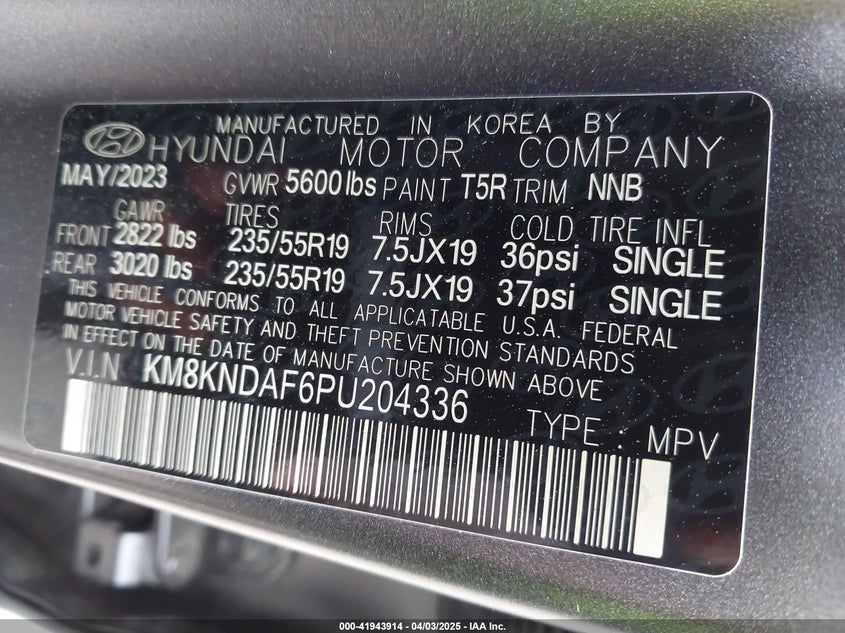 MANUFACTURED IN KOREA BY
HYUNDAI MOTOR COMPANY
MAY/2023 GVWR 5600 lbs PAINT T5R TRIM NNB
GAWR TIRES RIMS COLD TIRE INFL
FRONT 2822 lbs 235/55R19 7.5JX19 36psi SINGLE
REAR 3020 lbs 235/55R19 7.5JX19 37psi SINGLE
THIS VEHICLE CONFORMS TO ALL APPLICATABLE U.S.A. FEDERAL
MOTOR VEHICLE SAFETY AND THEFT PREVENTION STANDARDS
IN EFFECT ON THE DATE OF MANUFACTURE SHOWN ABOVE
V.I.N KM8KNDAF6PU204336
TYPE : MPV
000-41943914 - 04/03/2025 - IAA Inc.